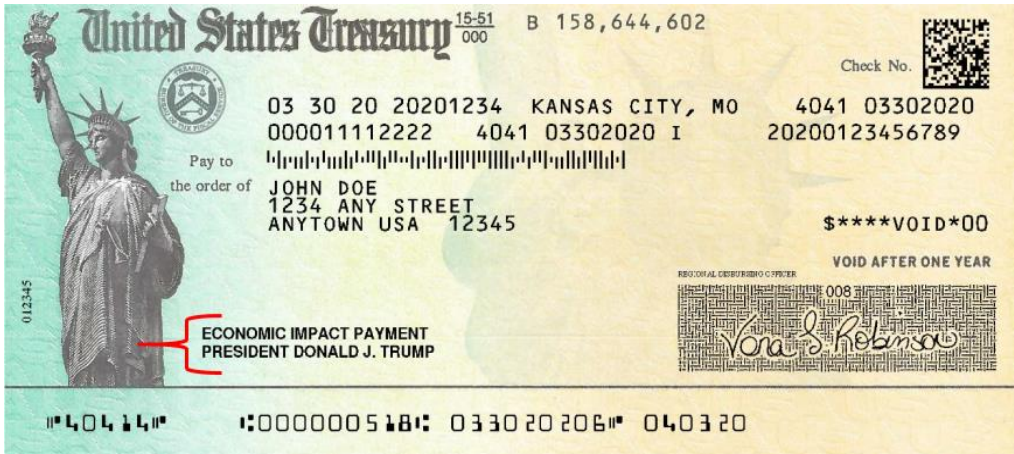 United States Treasury 15-51 B 158,644,602
000
Check No.
03 30 20 20201234 KANSAS CITY, MO 4041 03302020
000011112222 4041 03302020 I 20200123456789
Pay to
the order of
JOHN DOE
1234 ANY STREET
ANYTOWN USA 12345
$****VOID*00
VOID AFTER ONE YEAR
REGIONAL DISBURSING OFFICER
008
Vona S. Robinson
012345
ECONOMIC IMPACT PAYMENT
PRESIDENT DONALD J. TRUMP
⑈40414⑈ ⑆000000518⑆ 033020206⑈ 040320